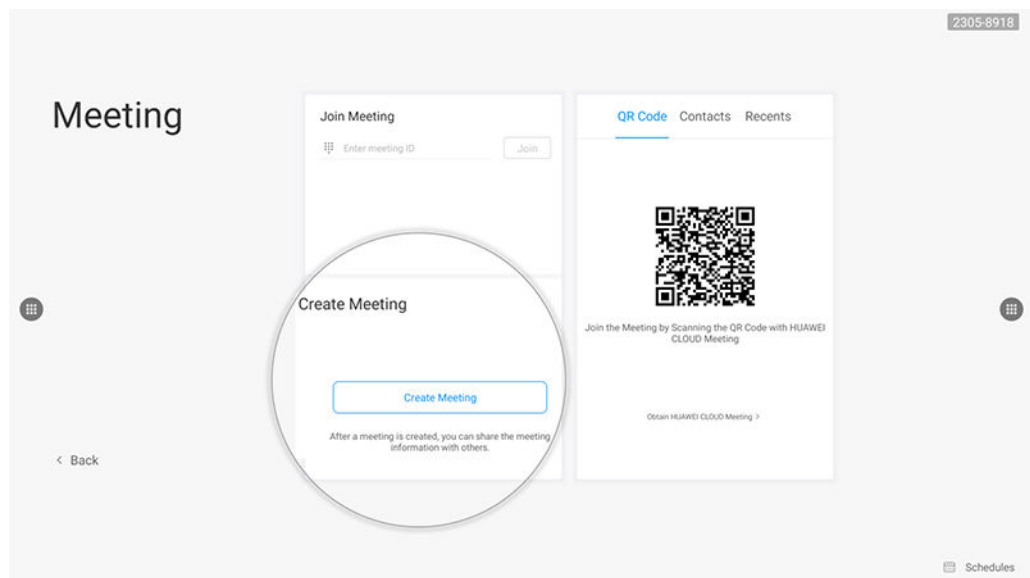 2305-8918
Meeting
Join Meeting
Enter meeting ID
Join
Create Meeting
Create Meeting
After a meeting is created, you can share the meeting
information with others.
QR Code Contacts Recents
Join the Meeting by Scanning the QR Code with HUAWEI
CLOUD Meeting
Obtain HUAWEI CLOUD Meeting >
< Back
Schedules